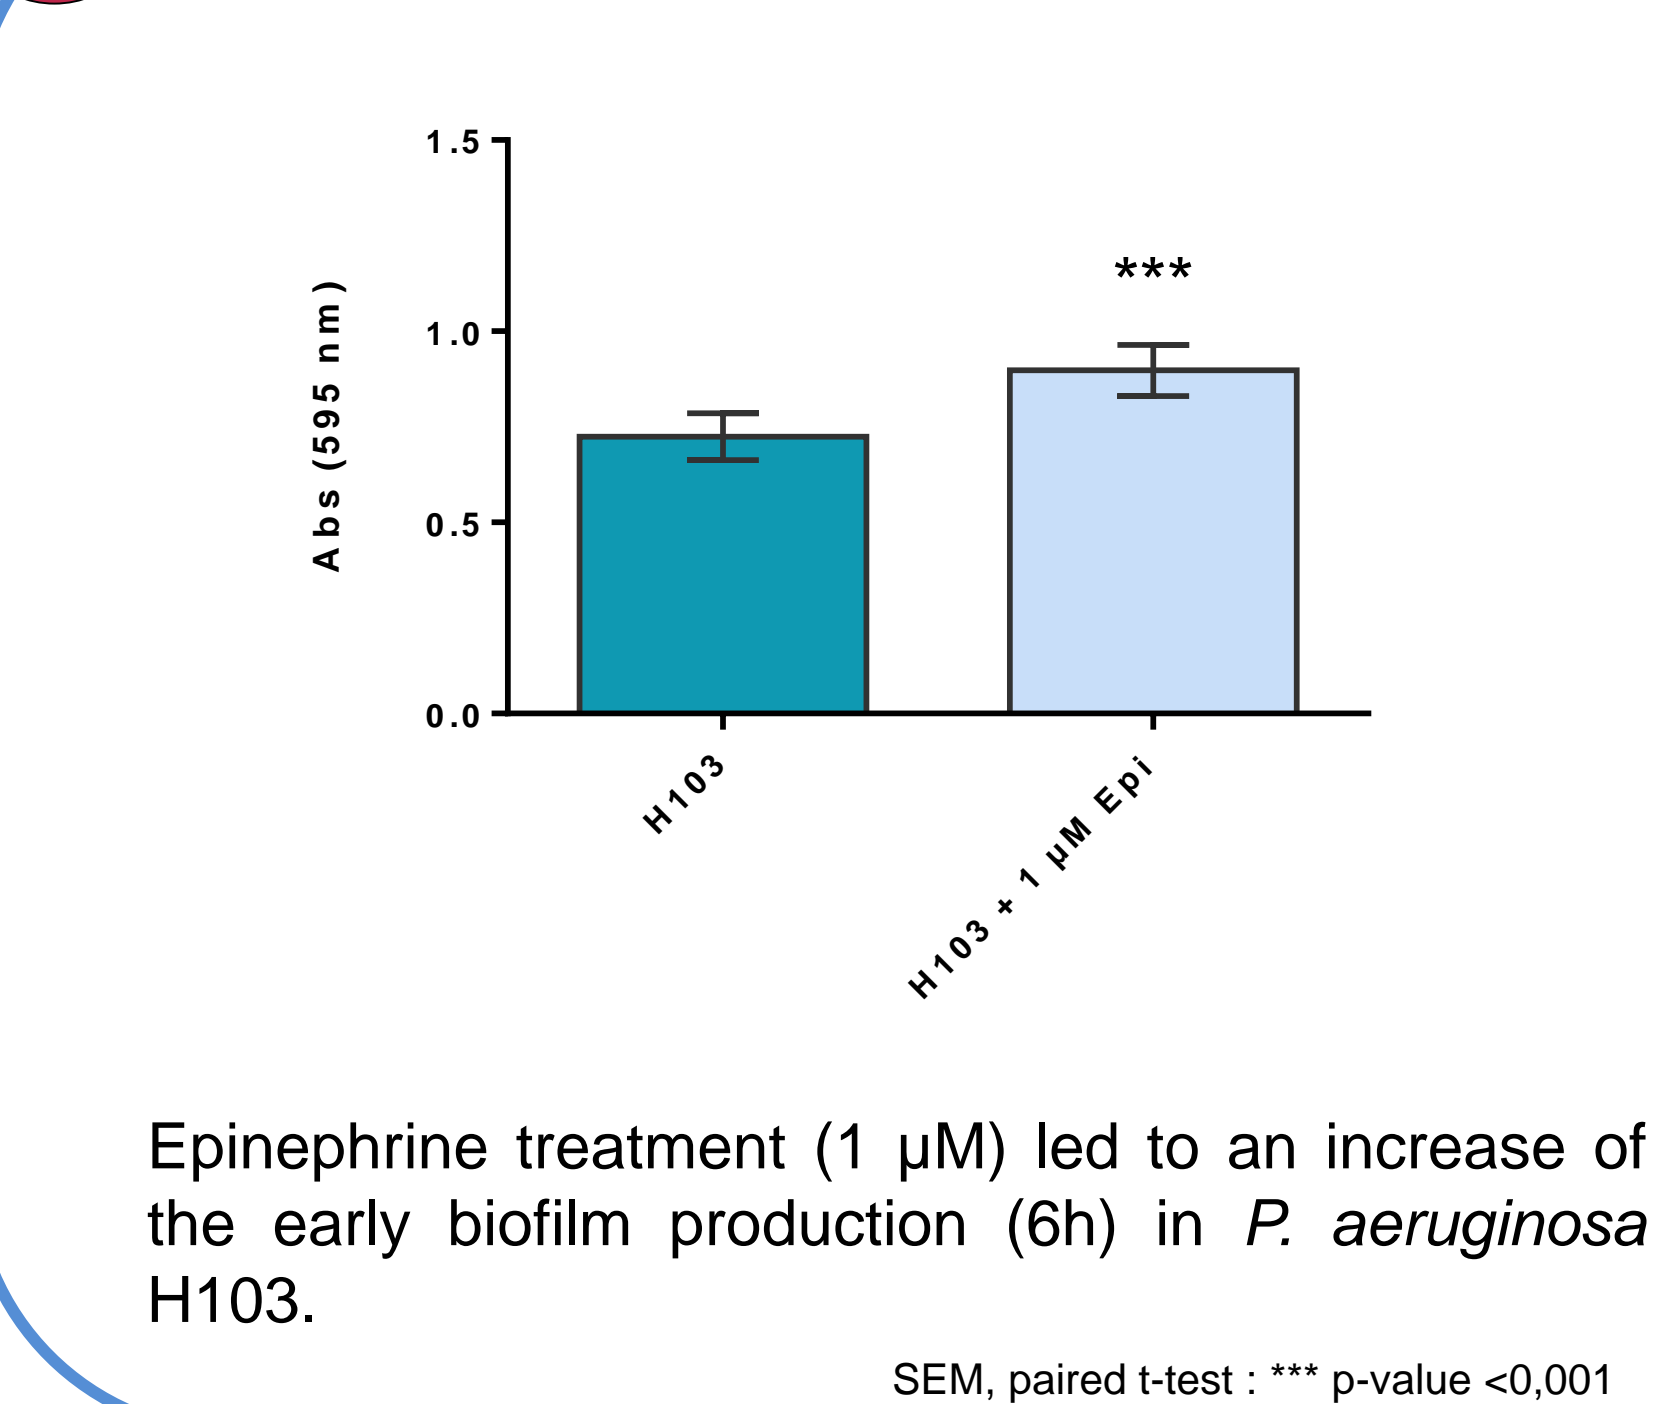 1.5
***
1.0
Abs (595 nm)
0.5
0.0
H103
H103 + 1 µM Epi
Epinephrine treatment (1 µM) led to an increase of
the early biofilm production (6h) in P. aeruginosa
H103.
SEM, paired t-test : *** p-value <0,001